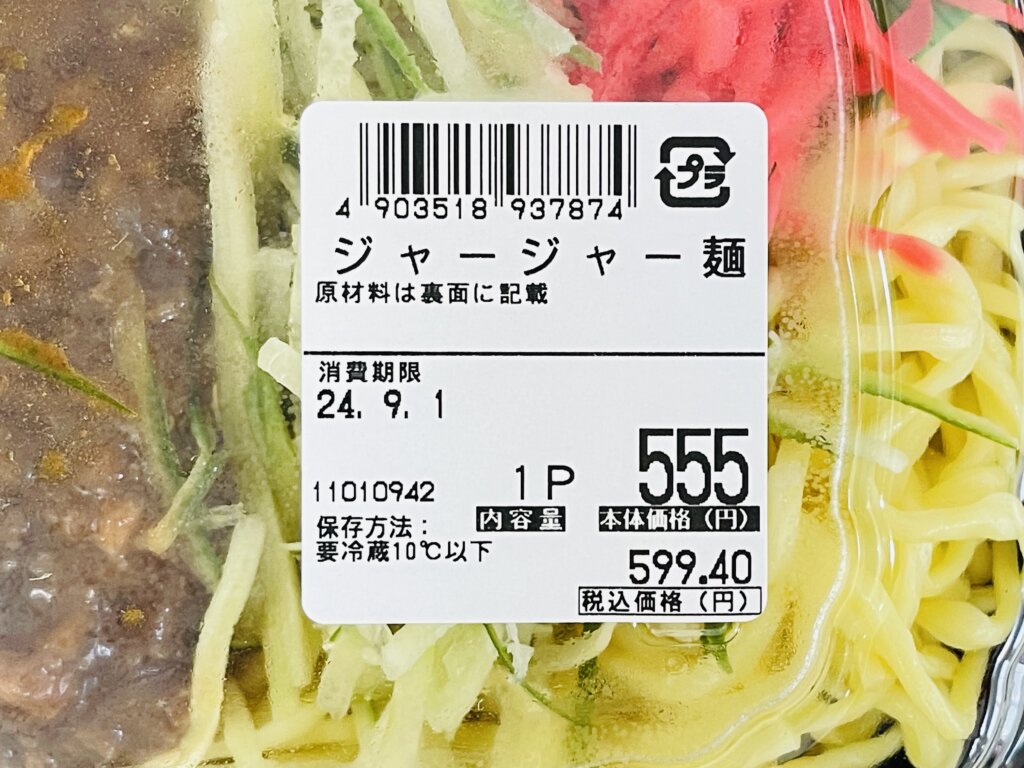 4 903518 937874
プラ
ジャージャー麺
原材料は裏面に記載
消費期限
24. 9. 1
11010942
1P
内容量
555
本体価格(円)
保存方法:
要冷蔵10℃以下
599.40
税込価格(円)